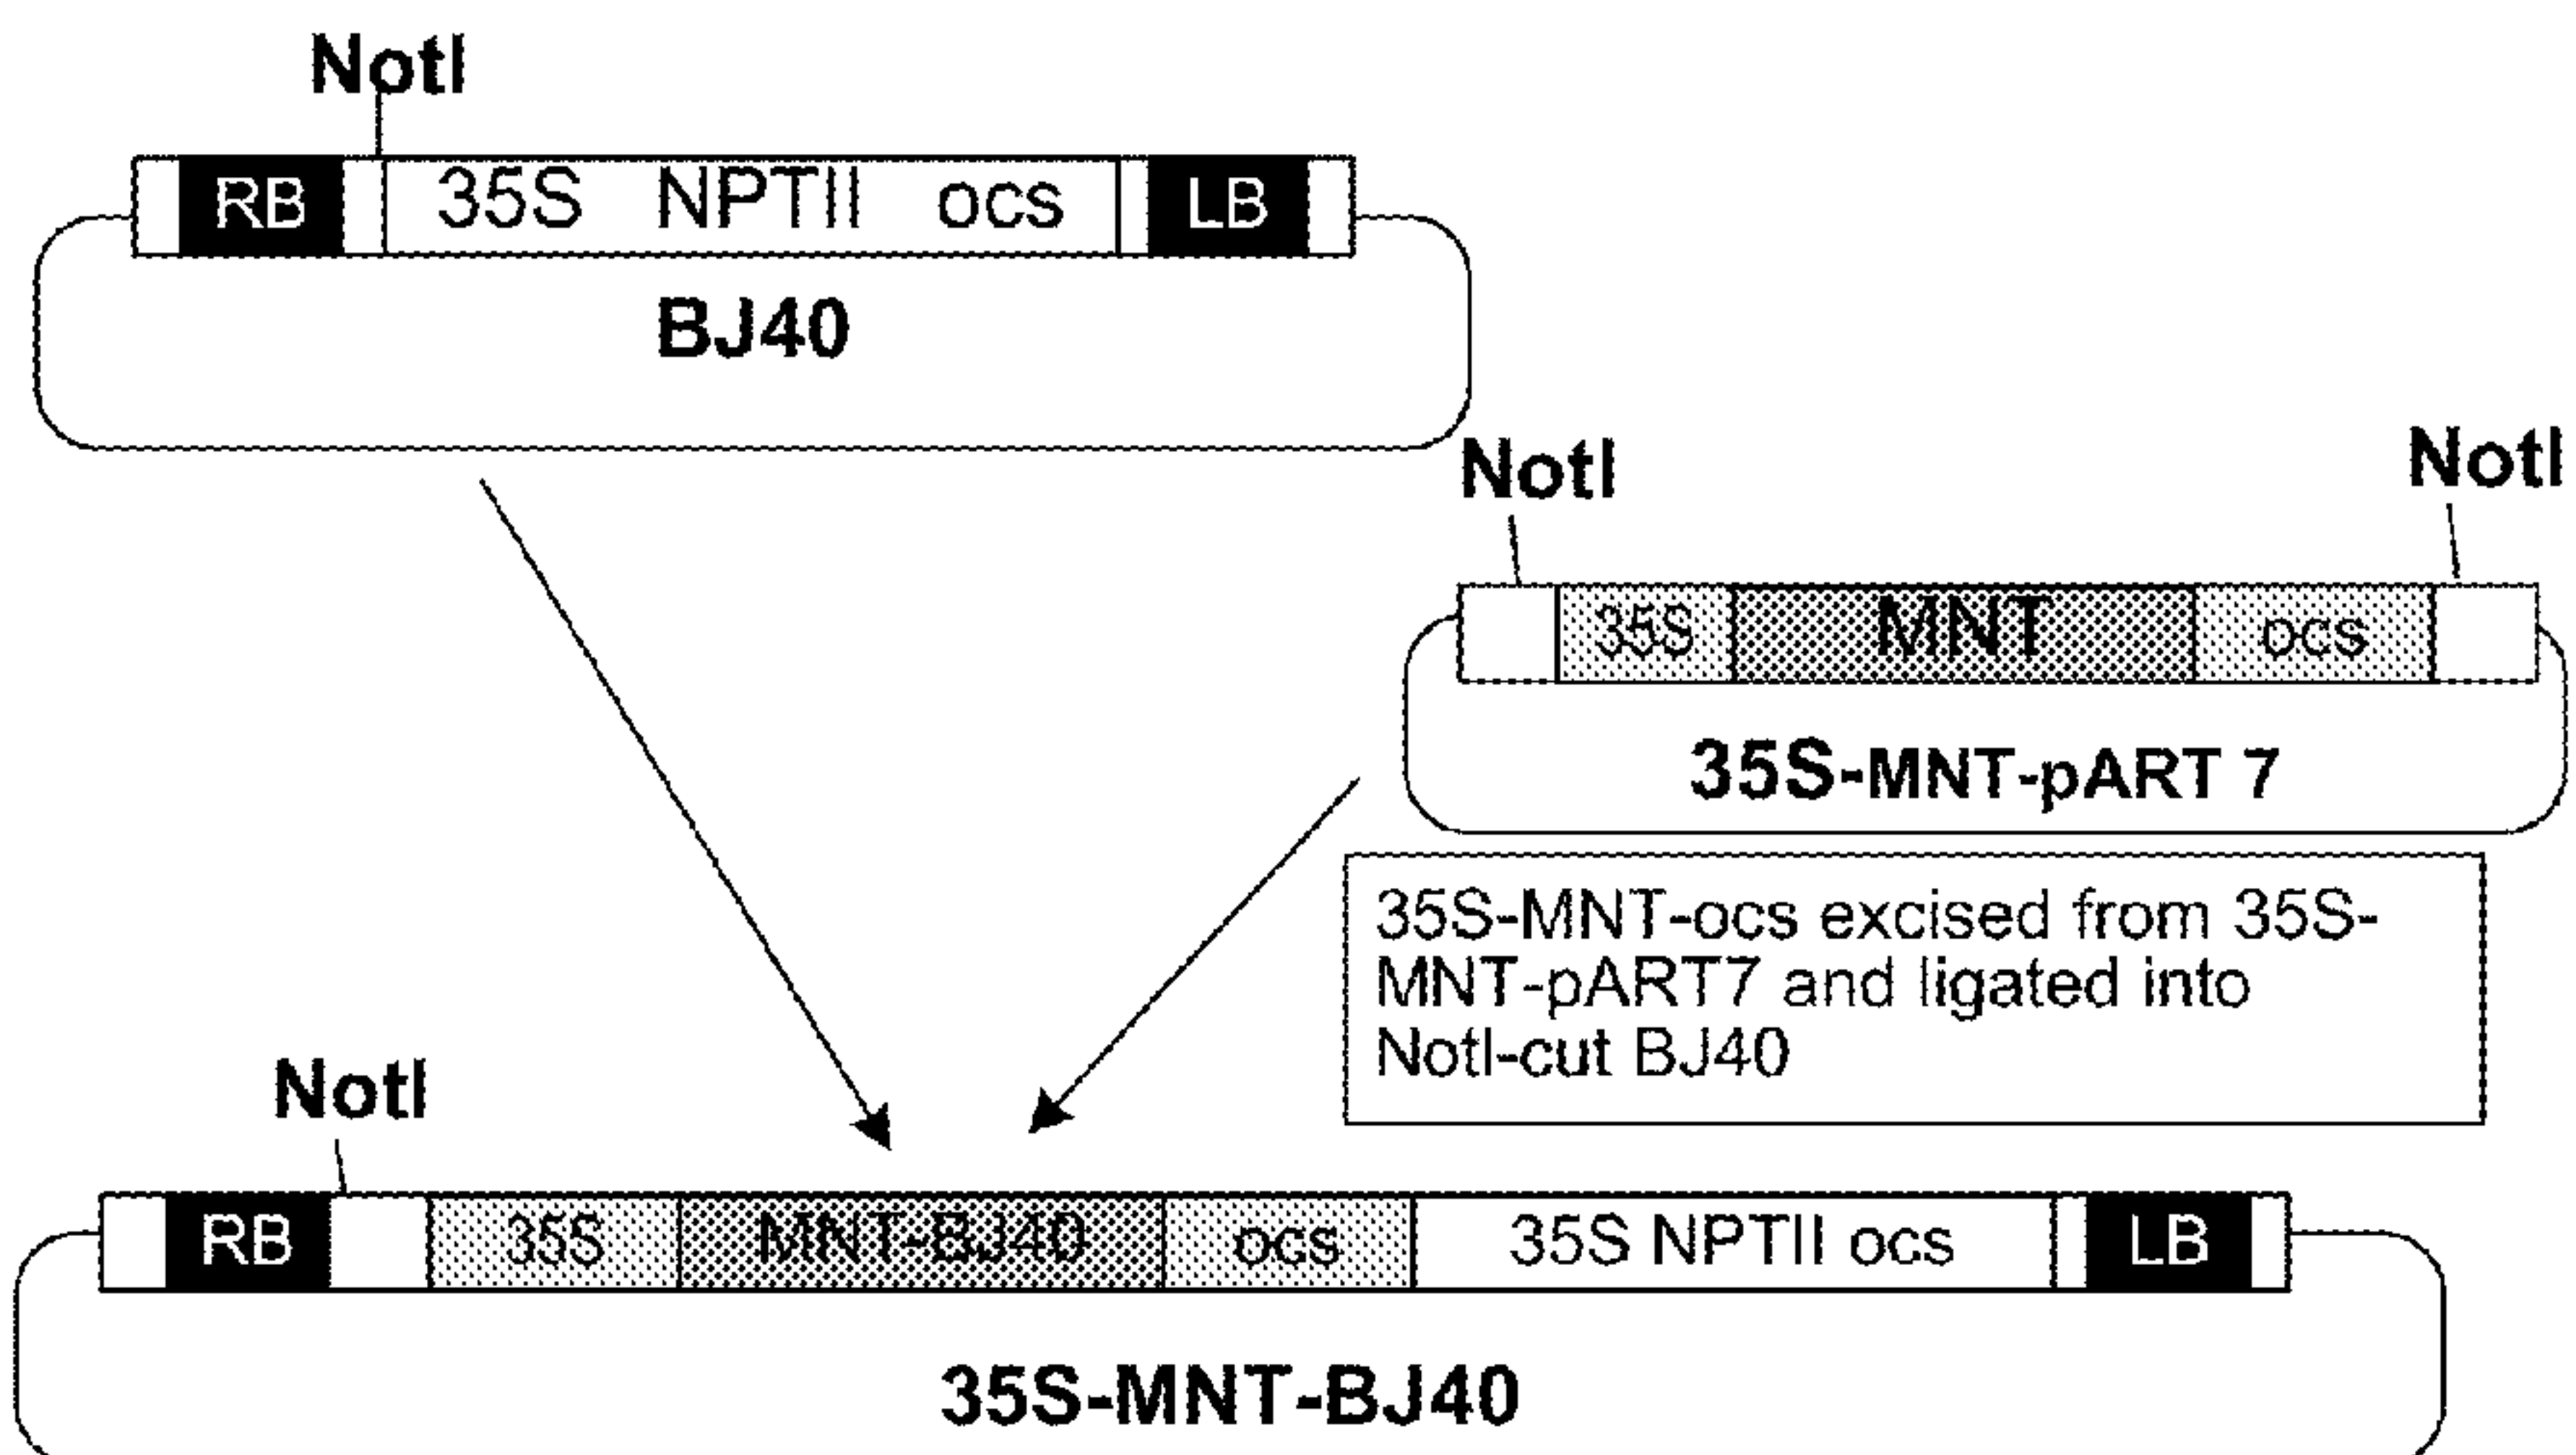 NotI
RB 35S NPTII ocs LB
BJ40
NotI NotI
35S MNT ocs
35S-MNT-pART 7
35S-MNT-ocs excised from 35S-
MNT-pART7 and ligated into
NotI-cut BJ40
NotI
RB 35S MNT-BJ40 ocs 35S NPTII ocs LB
35S-MNT-BJ40